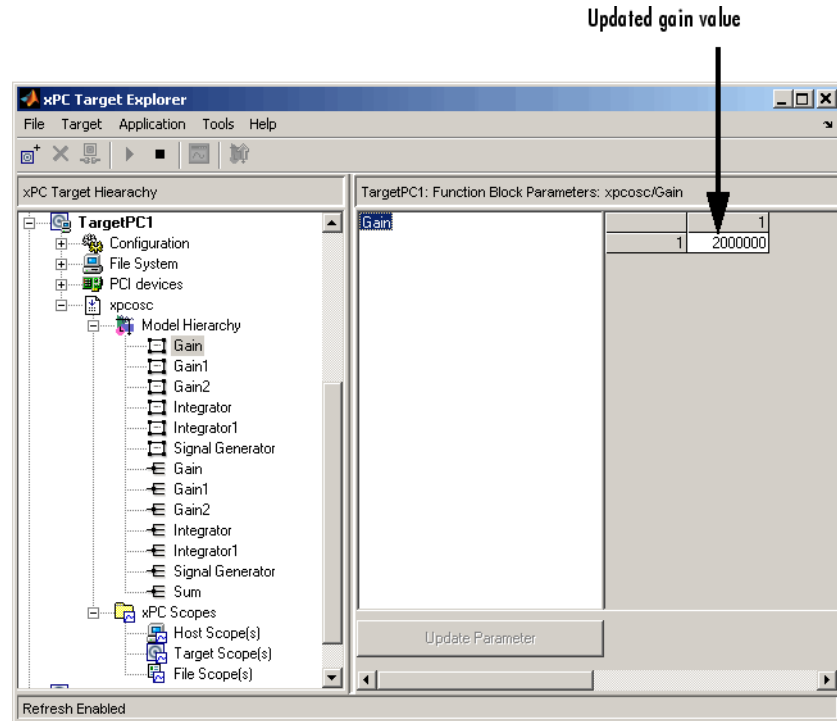 Updated gain value
xPC Target Explorer
File Target Application Tools Help
xPC Target Hiearachy
TargetPC1: Function Block Parameters: xpcosc/Gain
TargetPC1
Configuration
File System
PCI devices
xpcosc
Model Hierarchy
Gain
Gain1
Gain2
Integrator
Integrator1
Signal Generator
Gain
Gain1
Gain2
Integrator
Integrator1
Signal Generator
Sum
xPC Scopes
Host Scope(s)
Target Scope(s)
File Scope(s)
Gain
1
1 2000000
Update Parameter
Refresh Enabled